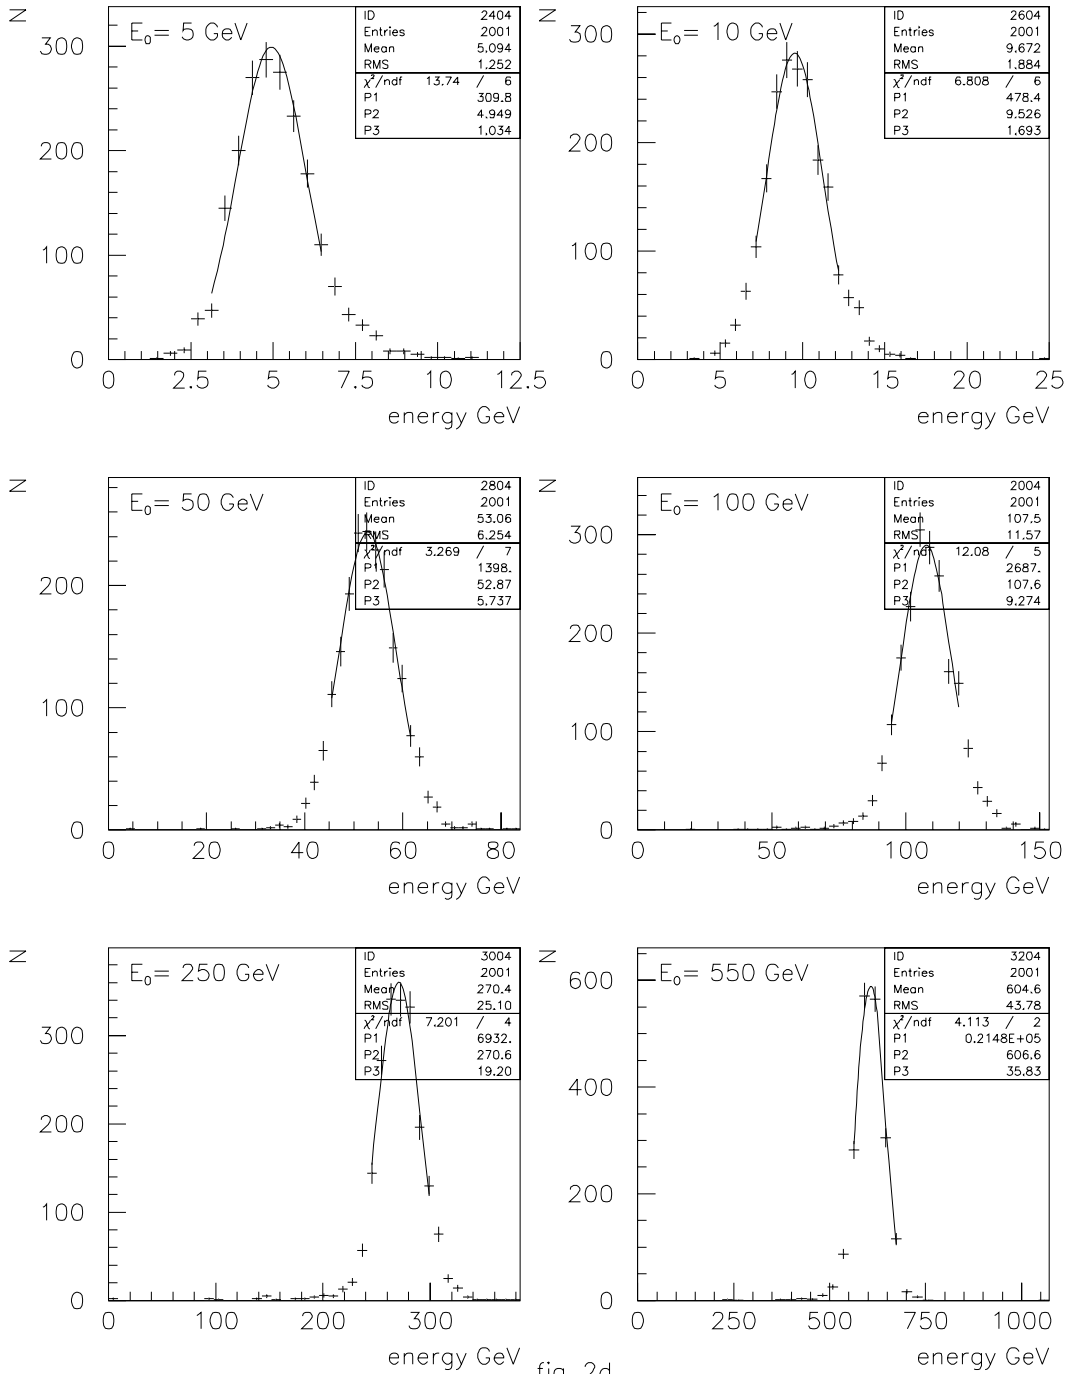 N
E₀= 5 GeV
ID 2404
Entries 2001
Mean 5.094
RMS 1.252
χ²/ndf 13.74 / 6
P1 309.8
P2 4.949
P3 1.034
300
200
100
0
0 2.5 5 7.5 10 12.5
energy GeV
N
E₀= 10 GeV
ID 2604
Entries 2001
Mean 9.672
RMS 1.884
χ²/ndf 6.808 / 6
P1 478.4
P2 9.526
P3 1.693
300
200
100
0
0 5 10 15 20 25
energy GeV
N
E₀= 50 GeV
ID 2804
Entries 2001
Mean 53.06
RMS 6.254
χ²/ndf 3.269 / 7
P1 1398.
P2 52.87
P3 5.737
200
100
0
0 20 40 60 80
energy GeV
N
E₀= 100 GeV
ID 2004
Entries 2001
Mean 107.5
RMS 11.57
χ²/ndf 12.08 / 5
P1 2687.
P2 107.6
P3 9.274
300
200
100
0
0 50 100 150
energy GeV
N
E₀= 250 GeV
ID 3004
Entries 2001
Mean 270.4
RMS 25.10
χ²/ndf 7.201 / 4
P1 6932.
P2 270.6
P3 19.20
300
200
100
0
0 100 200 300
energy GeV
N
E₀= 550 GeV
ID 3204
Entries 2001
Mean 604.6
RMS 43.78
χ²/ndf 4.113 / 2
P1 0.2148E+05
P2 606.6
P3 35.83
600
400
200
0
0 250 500 750 1000
energy GeV
fig. 2d